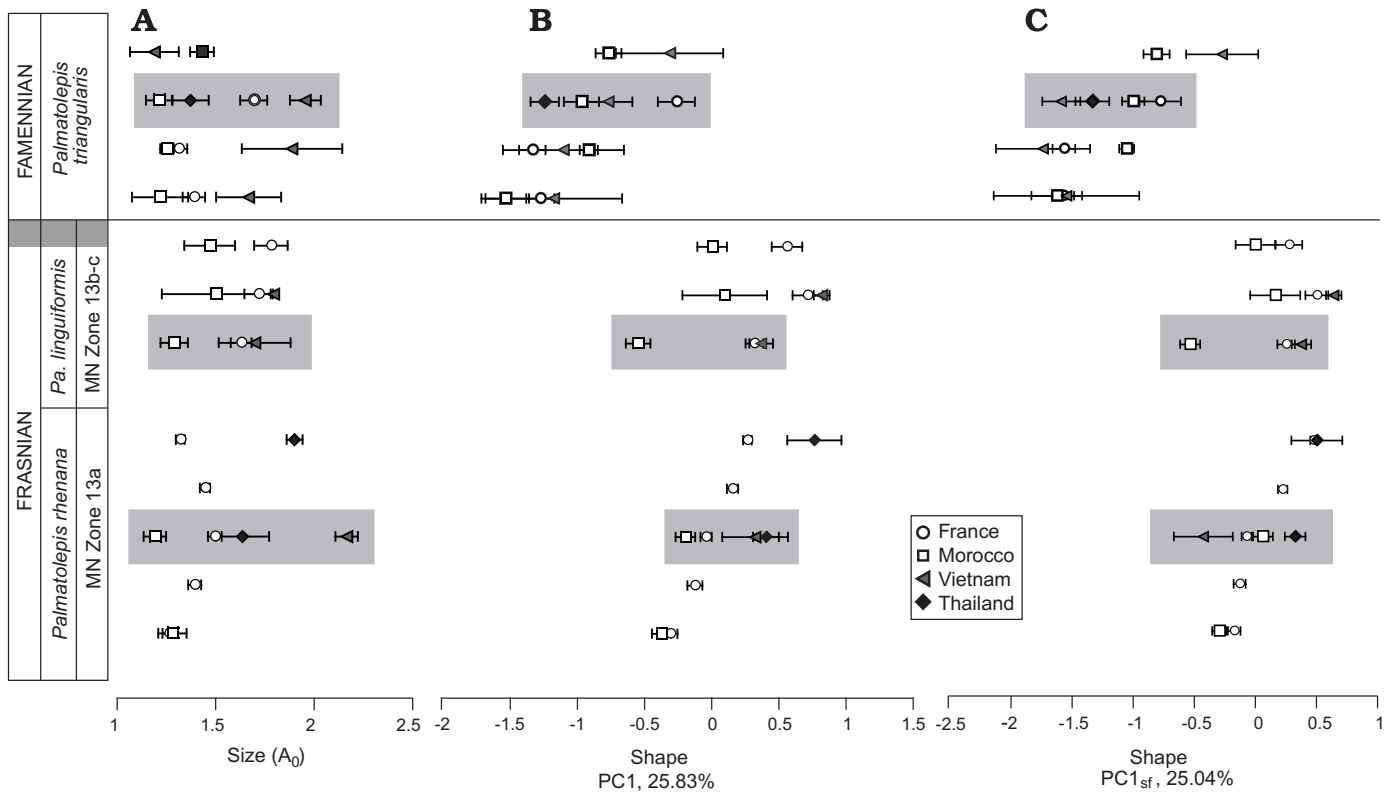 A
B
C
FAMENNIAN
Palmatolepis
triangularis
FRASNIAN
Pa. linguiformis
MN Zone 13b-c
Palmatolepis rhenana
MN Zone 13a
France
Morocco
Vietnam
Thailand
1 1.5 2 2.5
Size (A0)
-2 -1.5 -1 -0.5 0 0.5 1 1.5
Shape
PC1, 25.83%
-2.5 -2 -1.5 -1 -0.5 0 0.5 1
Shape
PC1sf , 25.04%